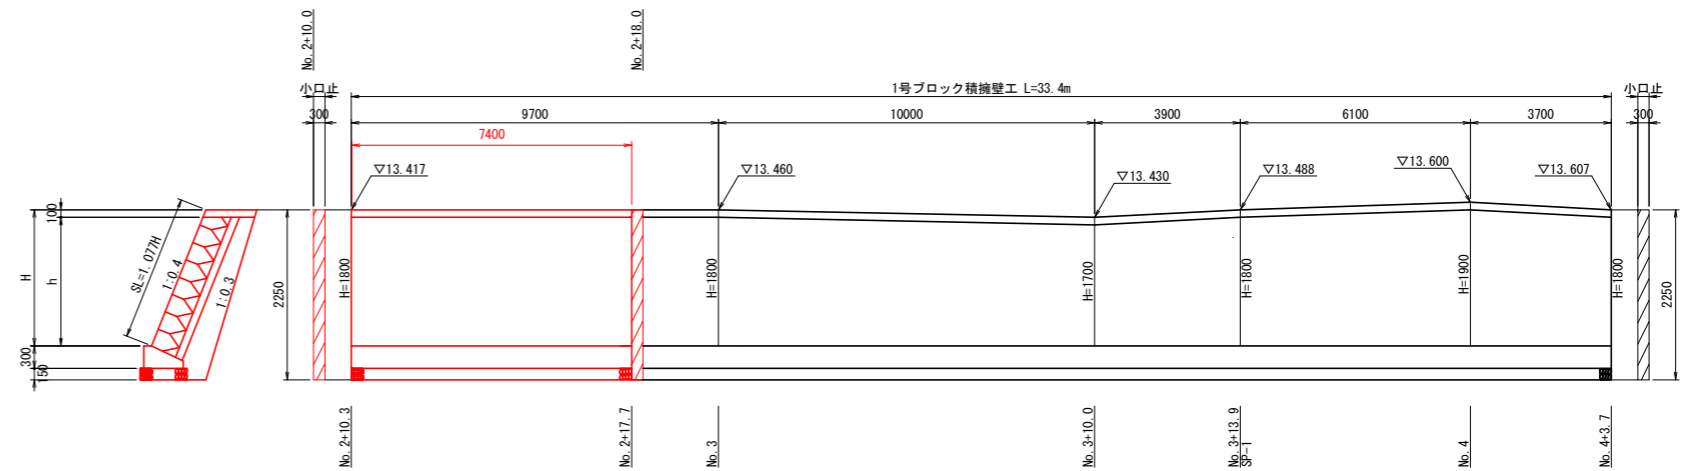 No.2+10.0
No.2+18.0
小口止
1号ブロック積擁壁工 L=33.4m
小口止
300
9700
10000
3900
6100
3700
300
7400
▽13.417
▽13.460
▽13.430
▽13.488
▽13.600
▽13.607
100
H
h
300
150
SL=1.077H
1:0.4
1:0.3
2250
H=1800
H=1800
H=1700
H=1800
H=1900
H=1800
2250
No.2+10.3
No.2+17.7
No.3
No.3+10.0
No.3+13.9
SP-1
No.4
No.4+3.7